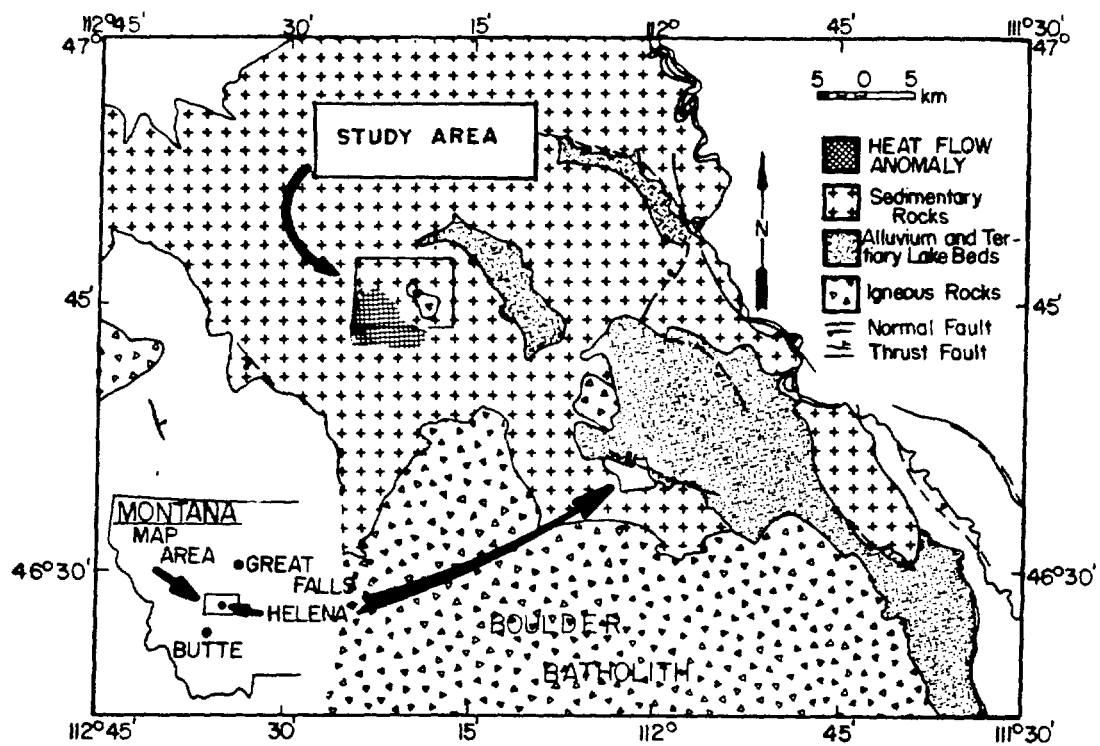 112°45' 30' 15' 112° 45' 111°30'
47° 47°
5 0 5
km
STUDY AREA
HEAT FLOW
ANOMALY
Sedimentary
Rocks
N
Alluvium and Ter-
tiary Lake Beds
Igneous Rocks
45' 45'
Normal Fault
Thrust Fault
MONTANA
MAP
AREA
GREAT
FALLS
46°30' 46°30'
HELENA
BUTTE
BOULDER
BATHOLITH
112°45' 30' 15' 112° 45' 111°30'